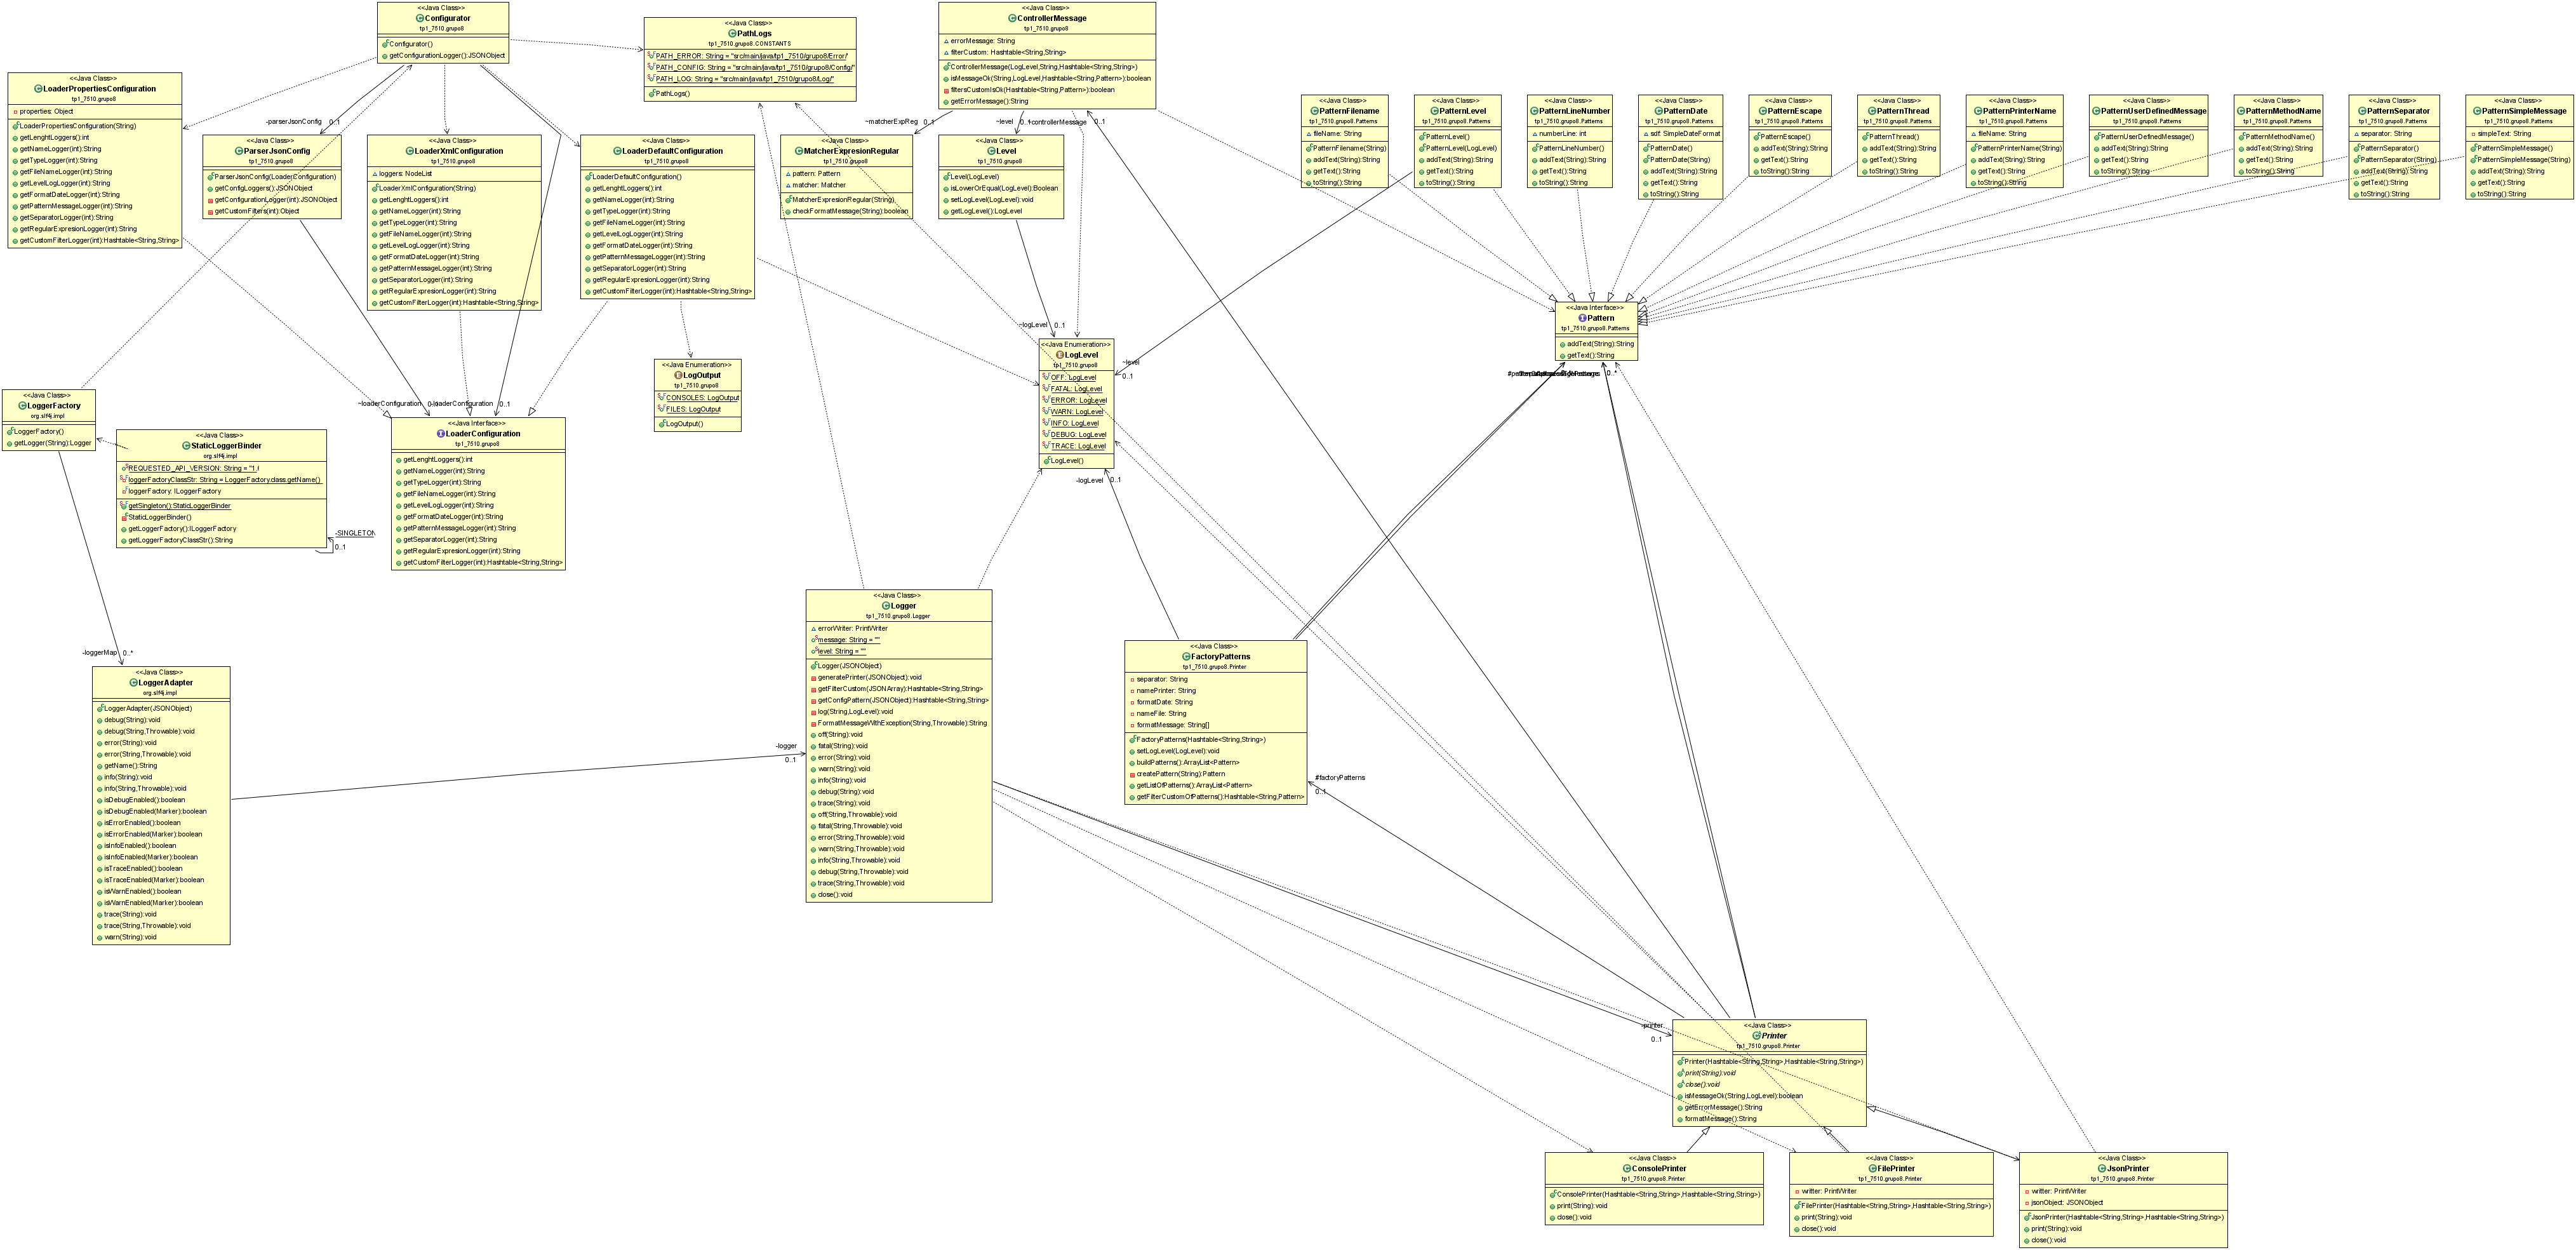 <<Java Class>>
Configurator
tp1_7510.grupo8
Configurator()
getConfigurationLogger():JSONObject
<<Java Class>>
PathLogs
tp1_7510.grupo8.CONSTANTS
PATH_ERROR: String = "src/main/java/tp1_7510/grupo8/Error/"
PATH_CONFIG: String = "src/main/java/tp1_7510/grupo8/Config/"
PATH_LOG: String = "src/main/java/tp1_7510/grupo8/Log/"
PathLogs()
<<Java Class>>
ControllerMessage
tp1_7510.grupo8
errorMessage: String
filterCustom: Hashtable<String,String>
ControllerMessage(LogLevel,String,Hashtable<String,String>)
isMessageOk(String,LogLevel,Hashtable<String,Pattern>):boolean
filtersCustomIsOk(Hashtable<String,Pattern>):boolean
getErrorMessage():String
<<Java Class>>
LoaderPropertiesConfiguration
tp1_7510.grupo8
properties: Object
LoaderPropertiesConfiguration(String)
getLenghtLoggers():int
getNameLogger(int):String
getTypeLogger(int):String
getFileNameLogger(int):String
getLevelLogLogger(int):String
getFormatDateLogger(int):String
getPatternMessageLogger(int):String
getSeparatorLogger(int):String
getRegularExpresionLogger(int):String
getCustomFilterLogger(int):Hashtable<String,String>
-parserJsonConfig 0..1
<<Java Class>>
ParserJsonConfig
tp1_7510.grupo8
ParserJsonConfig(LoaderConfiguration)
getConfigLoggers():JSONObject
getConfigurationLogger(int):JSONObject
getCustomFilters(int):Object
<<Java Class>>
LoaderXmlConfiguration
tp1_7510.grupo8
loggers: NodeList
LoaderXmlConfiguration(String)
getLenghtLoggers():int
getNameLogger(int):String
getTypeLogger(int):String
getFileNameLogger(int):String
getLevelLogLogger(int):String
getFormatDateLogger(int):String
getPatternMessageLogger(int):String
getSeparatorLogger(int):String
getRegularExpresionLogger(int):String
getCustomFilterLogger(int):Hashtable<String,String>
<<Java Class>>
LoaderDefaultConfiguration
tp1_7510.grupo8
LoaderDefaultConfiguration()
getLenghtLoggers():int
getNameLogger(int):String
getTypeLogger(int):String
getFileNameLogger(int):String
getLevelLogLogger(int):String
getFormatDateLogger(int):String
getPatternMessageLogger(int):String
getSeparatorLogger(int):String
getRegularExpresionLogger(int):String
getCustomFilterLogger(int):Hashtable<String,String>
~matcherExpReg 0..1
<<Java Class>>
MatcherExpresionRegular
tp1_7510.grupo8
pattern: Pattern
matcher: Matcher
MatcherExpresionRegular(String)
checkFormatMessage(String):boolean
~level 0..1
controllerMessage 0..1
<<Java Class>>
Level
tp1_7510.grupo8
Level(LogLevel)
isLowerOrEqual(LogLevel):Boolean
setLogLevel(LogLevel):void
getLogLevel():LogLevel
<<Java Class>>
PatternFilename
tp1_7510.grupo8.Patterns
fileName: String
PatternFilename(String)
addText(String):String
getText():String
toString():String
<<Java Class>>
PatternLevel
tp1_7510.grupo8.Patterns
PatternLevel()
PatternLevel(LogLevel)
addText(String):String
getText():String
toString():String
<<Java Class>>
PatternLineNumber
tp1_7510.grupo8.Patterns
numberLine: int
PatternLineNumber()
addText(String):String
getText():String
toString():String
<<Java Class>>
PatternDate
tp1_7510.grupo8.Patterns
sdf: SimpleDateFormat
PatternDate()
PatternDate(String)
addText(String):String
getText():String
toString():String
<<Java Class>>
PatternEscape
tp1_7510.grupo8.Patterns
PatternEscape()
addText(String):String
getText():String
toString():String
<<Java Class>>
PatternThread
tp1_7510.grupo8.Patterns
PatternThread()
addText(String):String
getText():String
toString():String
<<Java Class>>
PatternPrinterName
tp1_7510.grupo8.Patterns
fileName: String
PatternPrinterName(String)
addText(String):String
getText():String
toString():String
<<Java Class>>
PatternUserDefinedMessage
tp1_7510.grupo8.Patterns
PatternUserDefinedMessage()
addText(String):String
getText():String
toString():String
<<Java Class>>
PatternMethodName
tp1_7510.grupo8.Patterns
PatternMethodName()
addText(String):String
getText():String
toString():String
<<Java Class>>
PatternSeparator
tp1_7510.grupo8.Patterns
separator: String
PatternSeparator()
PatternSeparator(String)
addText(String):String
getText():String
toString():String
<<Java Class>>
PatternSimpleMessage
tp1_7510.grupo8.Patterns
simpleText: String
PatternSimpleMessage()
PatternSimpleMessage(String)
addText(String):String
getText():String
toString():String
<<Java Interface>>
Pattern
tp1_7510.grupo8.Patterns
addText(String):String
getText():String
0..*
~logLevel 0..1
<<Java Enumeration>>
LogLevel
tp1_7510.grupo8
OFF: LogLevel
FATAL: LogLevel
ERROR: LogLevel
WARN: LogLevel
INFO: LogLevel
DEBUG: LogLevel
TRACE: LogLevel
LogLevel()
~level
0..1
-logLevel 0..1
<<Java Enumeration>>
LogOutput
tp1_7510.grupo8
CONSOLES: LogOutput
FILES: LogOutput
LogOutput()
~loaderConfiguration
loaderConfiguration 0..1
<<Java Interface>>
LoaderConfiguration
tp1_7510.grupo8
getLenghtLoggers():int
getNameLogger(int):String
getTypeLogger(int):String
getFileNameLogger(int):String
getLevelLogLogger(int):String
getFormatDateLogger(int):String
getPatternMessageLogger(int):String
getSeparatorLogger(int):String
getRegularExpresionLogger(int):String
getCustomFilterLogger(int):Hashtable<String,String>
<<Java Class>>
LoggerFactory
org.slf4j.impl
LoggerFactory()
getLogger(String):Logger
<<Java Class>>
StaticLoggerBinder
org.slf4j.impl
REQUESTED_API_VERSION: String = "1.
loggerFactoryClassStr: String = LoggerFactory.class.getName()
loggerFactory: ILoggerFactory
getSingleton():StaticLoggerBinder
StaticLoggerBinder()
getLoggerFactory():ILoggerFactory
getLoggerFactoryClassStr():String
-SINGLETON
0..1
-loggerMap 0..*
<<Java Class>>
LoggerAdapter
org.slf4j.impl
LoggerAdapter(JSONObject)
debug(String):void
debug(String,Throwable):void
error(String):void
error(String,Throwable):void
getName():String
info(String):void
info(String,Throwable):void
isDebugEnabled():boolean
isDebugEnabled(Marker):boolean
isErrorEnabled():boolean
isErrorEnabled(Marker):boolean
isInfoEnabled():boolean
isInfoEnabled(Marker):boolean
isTraceEnabled():boolean
isTraceEnabled(Marker):boolean
isWarnEnabled():boolean
isWarnEnabled(Marker):boolean
trace(String):void
trace(String,Throwable):void
warn(String):void
-logger
0..1
<<Java Class>>
Logger
tp1_7510.grupo8.Logger
errorWriter: PrintWriter
message: String = ""
level: String = ""
Logger(JSONObject)
generatePrinter(JSONObject):void
getFilterCustom(JSONArray):Hashtable<String,String>
getConfigPattern(JSONObject):Hashtable<String,String>
log(String,LogLevel):void
FormatMessageWithException(String,Throwable):String
off(String):void
fatal(String):void
error(String):void
warn(String):void
info(String):void
debug(String):void
trace(String):void
off(String,Throwable):void
fatal(String,Throwable):void
error(String,Throwable):void
warn(String,Throwable):void
info(String,Throwable):void
debug(String,Throwable):void
trace(String,Throwable):void
close():void
<<Java Class>>
FactoryPatterns
tp1_7510.grupo8.Printer
separator: String
namePrinter: String
formatDate: String
nameFile: String
formatMessage: String[]
FactoryPatterns(Hashtable<String,String>)
setLogLevel(LogLevel):void
buildPatterns():ArrayList<Pattern>
createPattern(String):Pattern
getListOfPatterns():ArrayList<Pattern>
getFilterCustomOfPatterns():Hashtable<String,Pattern>
#factoryPatterns
0..1
-printer
0..1
<<Java Class>>
Printer
tp1_7510.grupo8.Printer
Printer(Hashtable<String,String>,Hashtable<String,String>)
print(String):void
close():void
isMessageOk(String,LogLevel):boolean
getErrorMessage():String
formatMessage():String
<<Java Class>>
ConsolePrinter
tp1_7510.grupo8.Printer
ConsolePrinter(Hashtable<String,String>,Hashtable<String,String>)
print(String):void
close():void
<<Java Class>>
FilePrinter
tp1_7510.grupo8.Printer
writter: PrintWriter
FilePrinter(Hashtable<String,String>,Hashtable<String,String>)
print(String):void
close():void
<<Java Class>>
JsonPrinter
tp1_7510.grupo8.Printer
writter: PrintWriter
jsonObject: JSONObject
JsonPrinter(Hashtable<String,String>,Hashtable<String,String>)
print(String):void
close():void